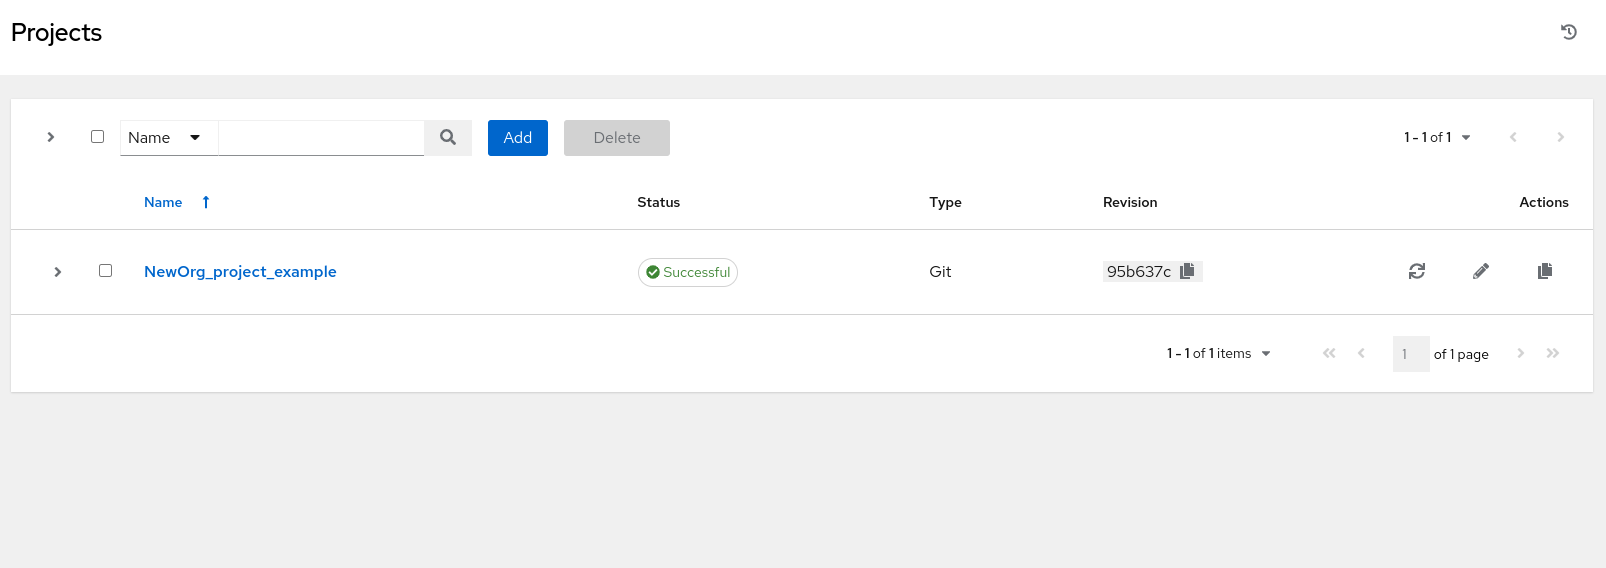 Projects
Name Add Delete 1 - 1 of 1
Name Status Type Revision Actions
NewOrg_project_example Successful Git 95b637c
1 - 1 of 1 items 1 of 1 page